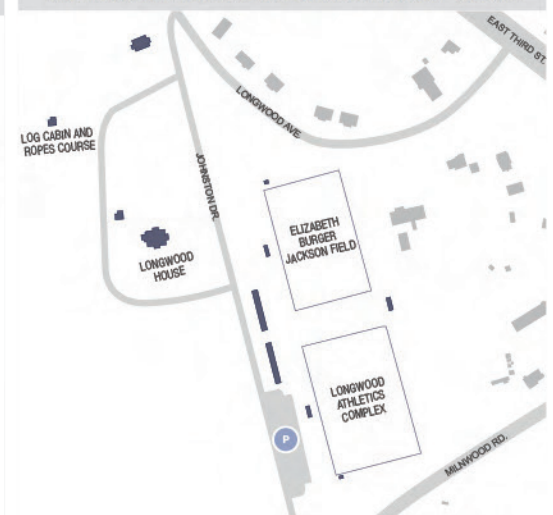 EAST THIRD ST.
LONGWOOD AVE.
LOG CABIN AND
ROPES COURSE
JOHNSTON DR.
ELIZABETH
BURGER
JACKSON FIELD
LONGWOOD
HOUSE
LONGWOOD
ATHLETICS
COMPLEX
P
MILNWOOD RD.